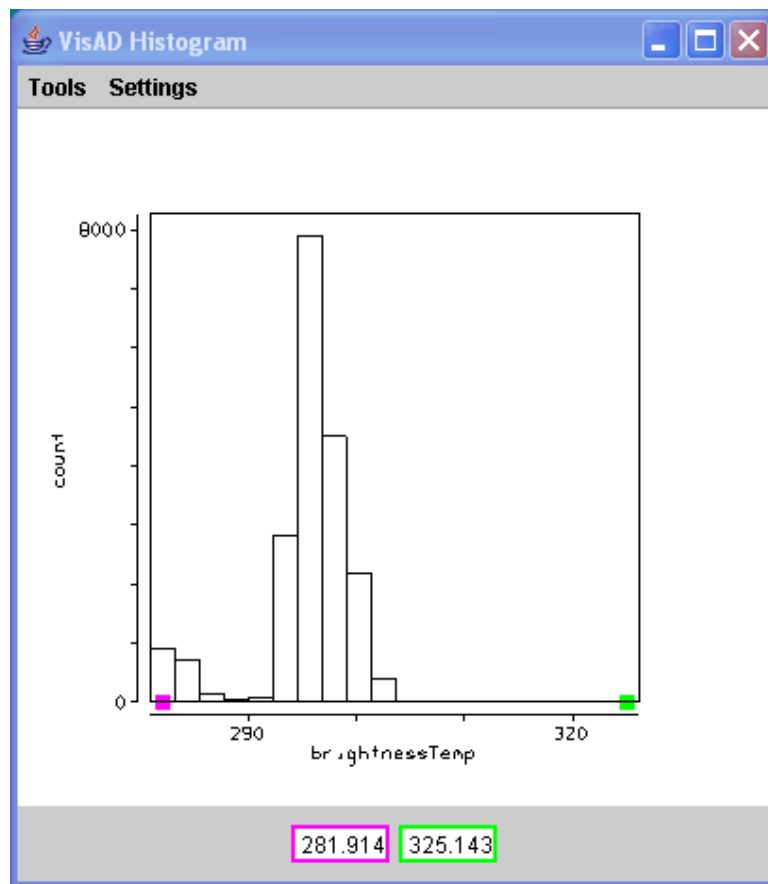 VisAD Histogram
Tools Settings
8000
count
0
290 320
brightnessTemp
281.914 325.143